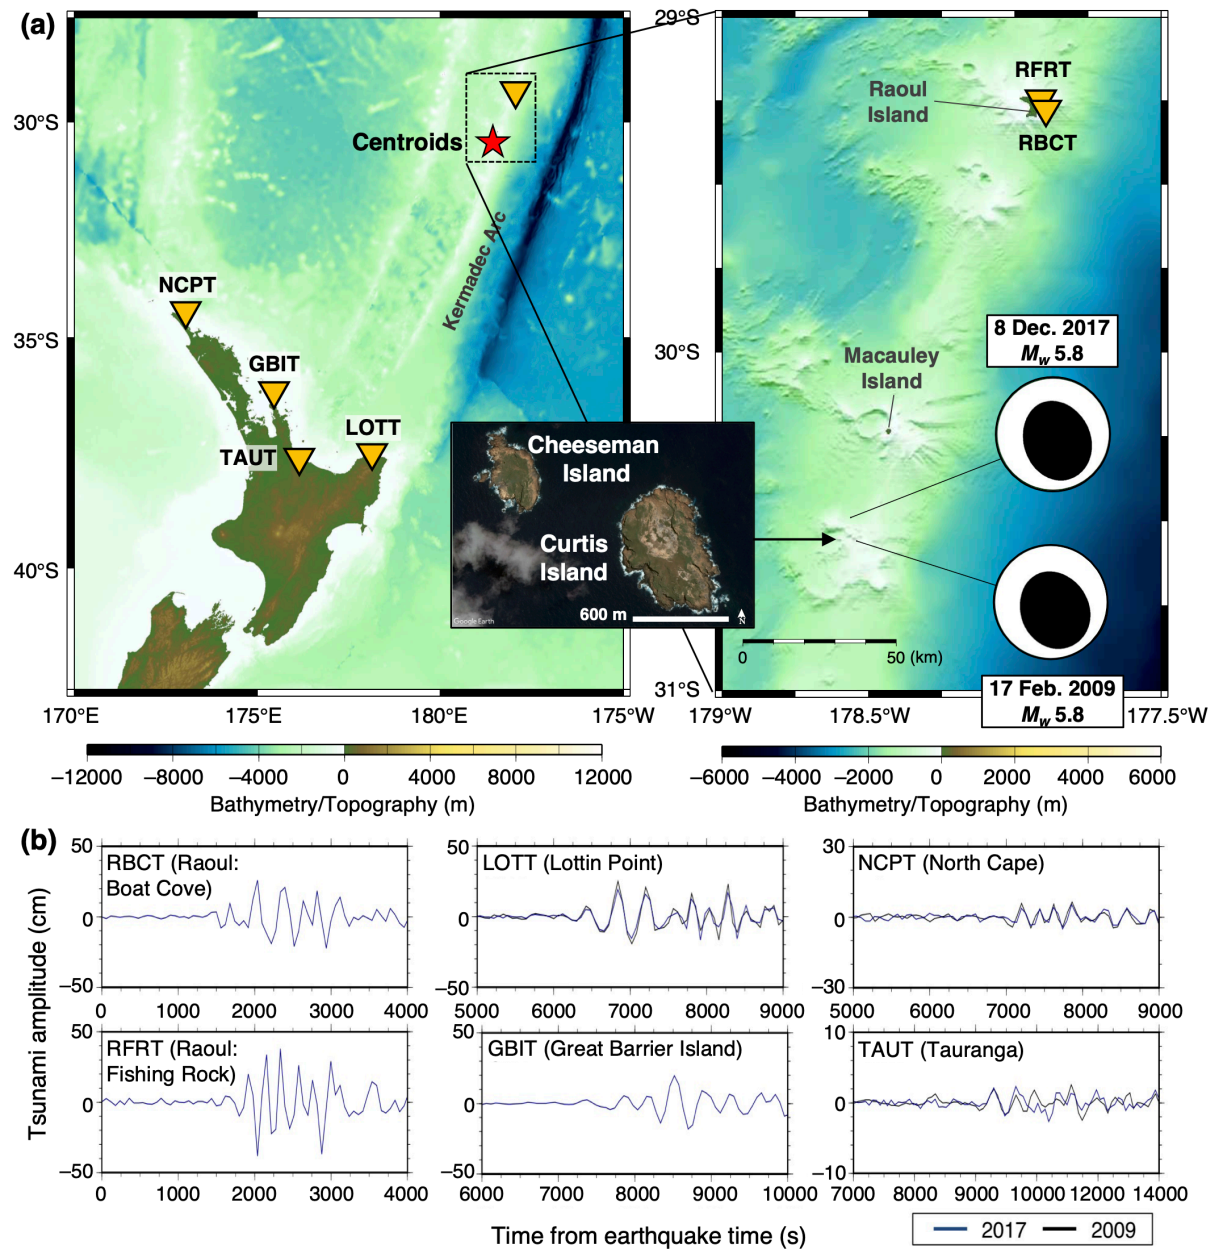 (a)
29°S
30°S
35°S
40°S
Centroids
Kermadec Arc
NCPT
GBIT
TAUT
LOTT
170°E
175°E
180°E
175°W
RFRT
Raoul
Island
RBCT
30°S
8 Dec. 2017
Mw 5.8
Macauley
Island
Cheeseman
Island
Curtis
Island
600 m
Google Earth
N
0
50 (km)
31°S
17 Feb. 2009
Mw 5.8
179°W
178.5°W
177.5°W
−12000 −8000 −4000 0 4000 8000 12000
Bathymetry/Topography (m)
−6000 −4000 −2000 0 2000 4000 6000
Bathymetry/Topography (m)
(b)
Tsunami amplitude (cm)
50
0
−50
RBCT (Raoul:
Boat Cove)
0 1000 2000 3000 4000
50
0
−50
LOTT (Lottin Point)
5000 6000 7000 8000 9000
30
0
−30
NCPT (North Cape)
5000 6000 7000 8000 9000
50
0
−50
RFRT (Raoul:
Fishing Rock)
0 1000 2000 3000 4000
50
0
−50
GBIT (Great Barrier Island)
6000 7000 8000 9000 10000
10
0
−10
TAUT (Tauranga)
7000 8000 9000 10000 11000 12000 13000 14000
Time from earthquake time (s)
2017 2009